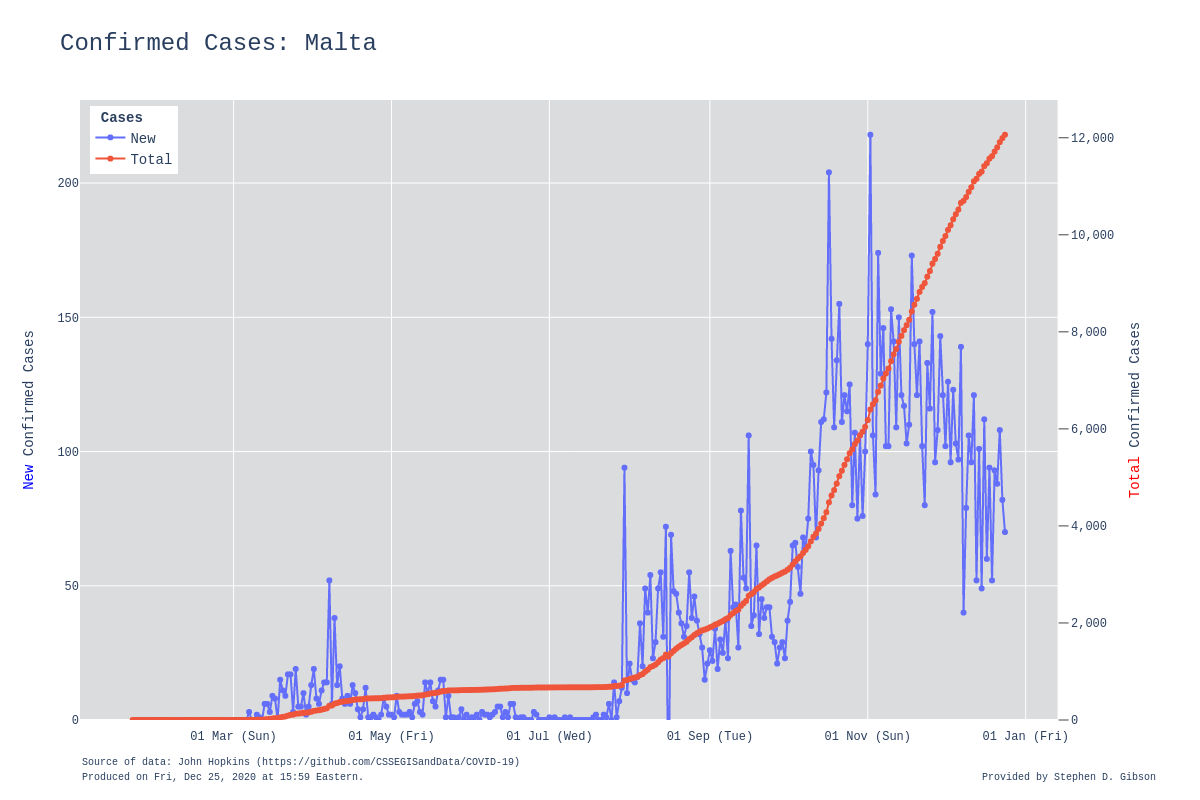 Confirmed Cases: Malta
Cases
New
Total
200
150
100
50
0
12,000
10,000
8,000
6,000
4,000
2,000
0
New Confirmed Cases
Total Confirmed Cases
01 Mar (Sun)
01 May (Fri)
01 Jul (Wed)
01 Sep (Tue)
01 Nov (Sun)
01 Jan (Fri)
Source of data: John Hopkins (https://github.com/CSSEGISandData/COVID-19)
Produced on Fri, Dec 25, 2020 at 15:59 Eastern.
Provided by Stephen D. Gibson